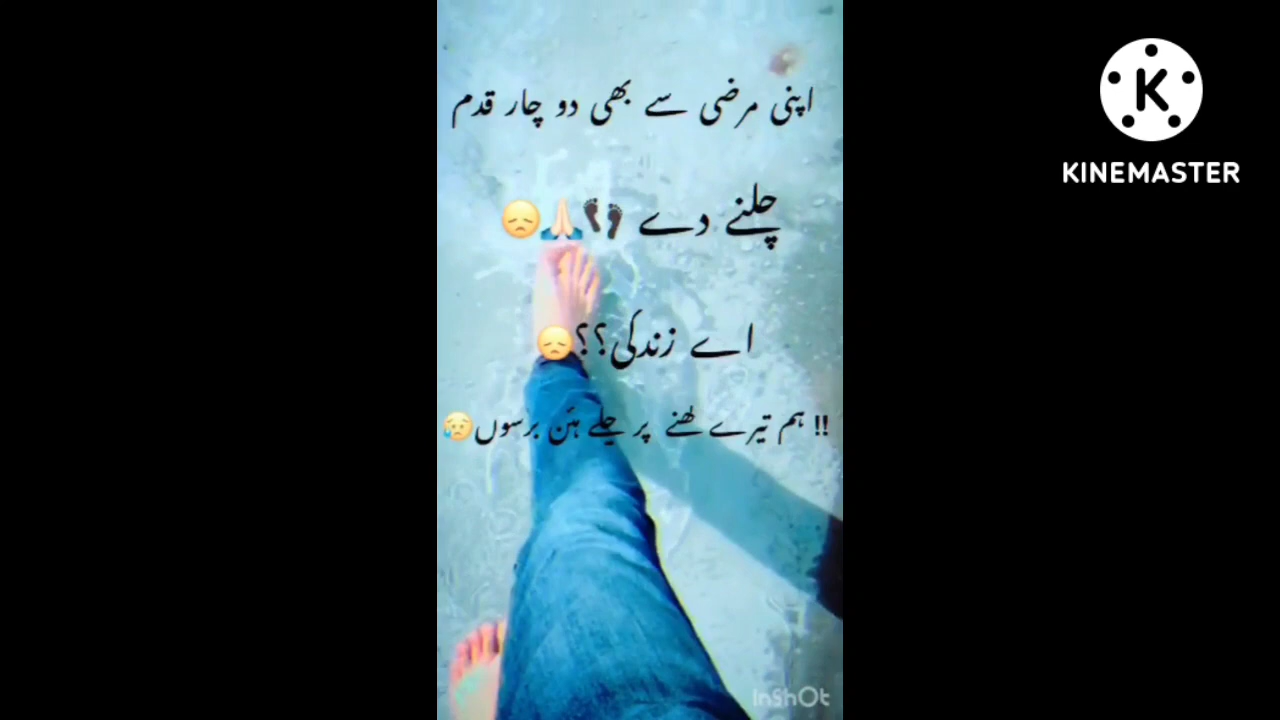 اپنی مرضی سے بھی دو چار قدم
چلنے دے 👣🙏🏻😞
اے زندگی؟؟😞
!! ہم تیرے کہنے پر چلے ہیں برسوں😥
KINEMASTER
InShOt